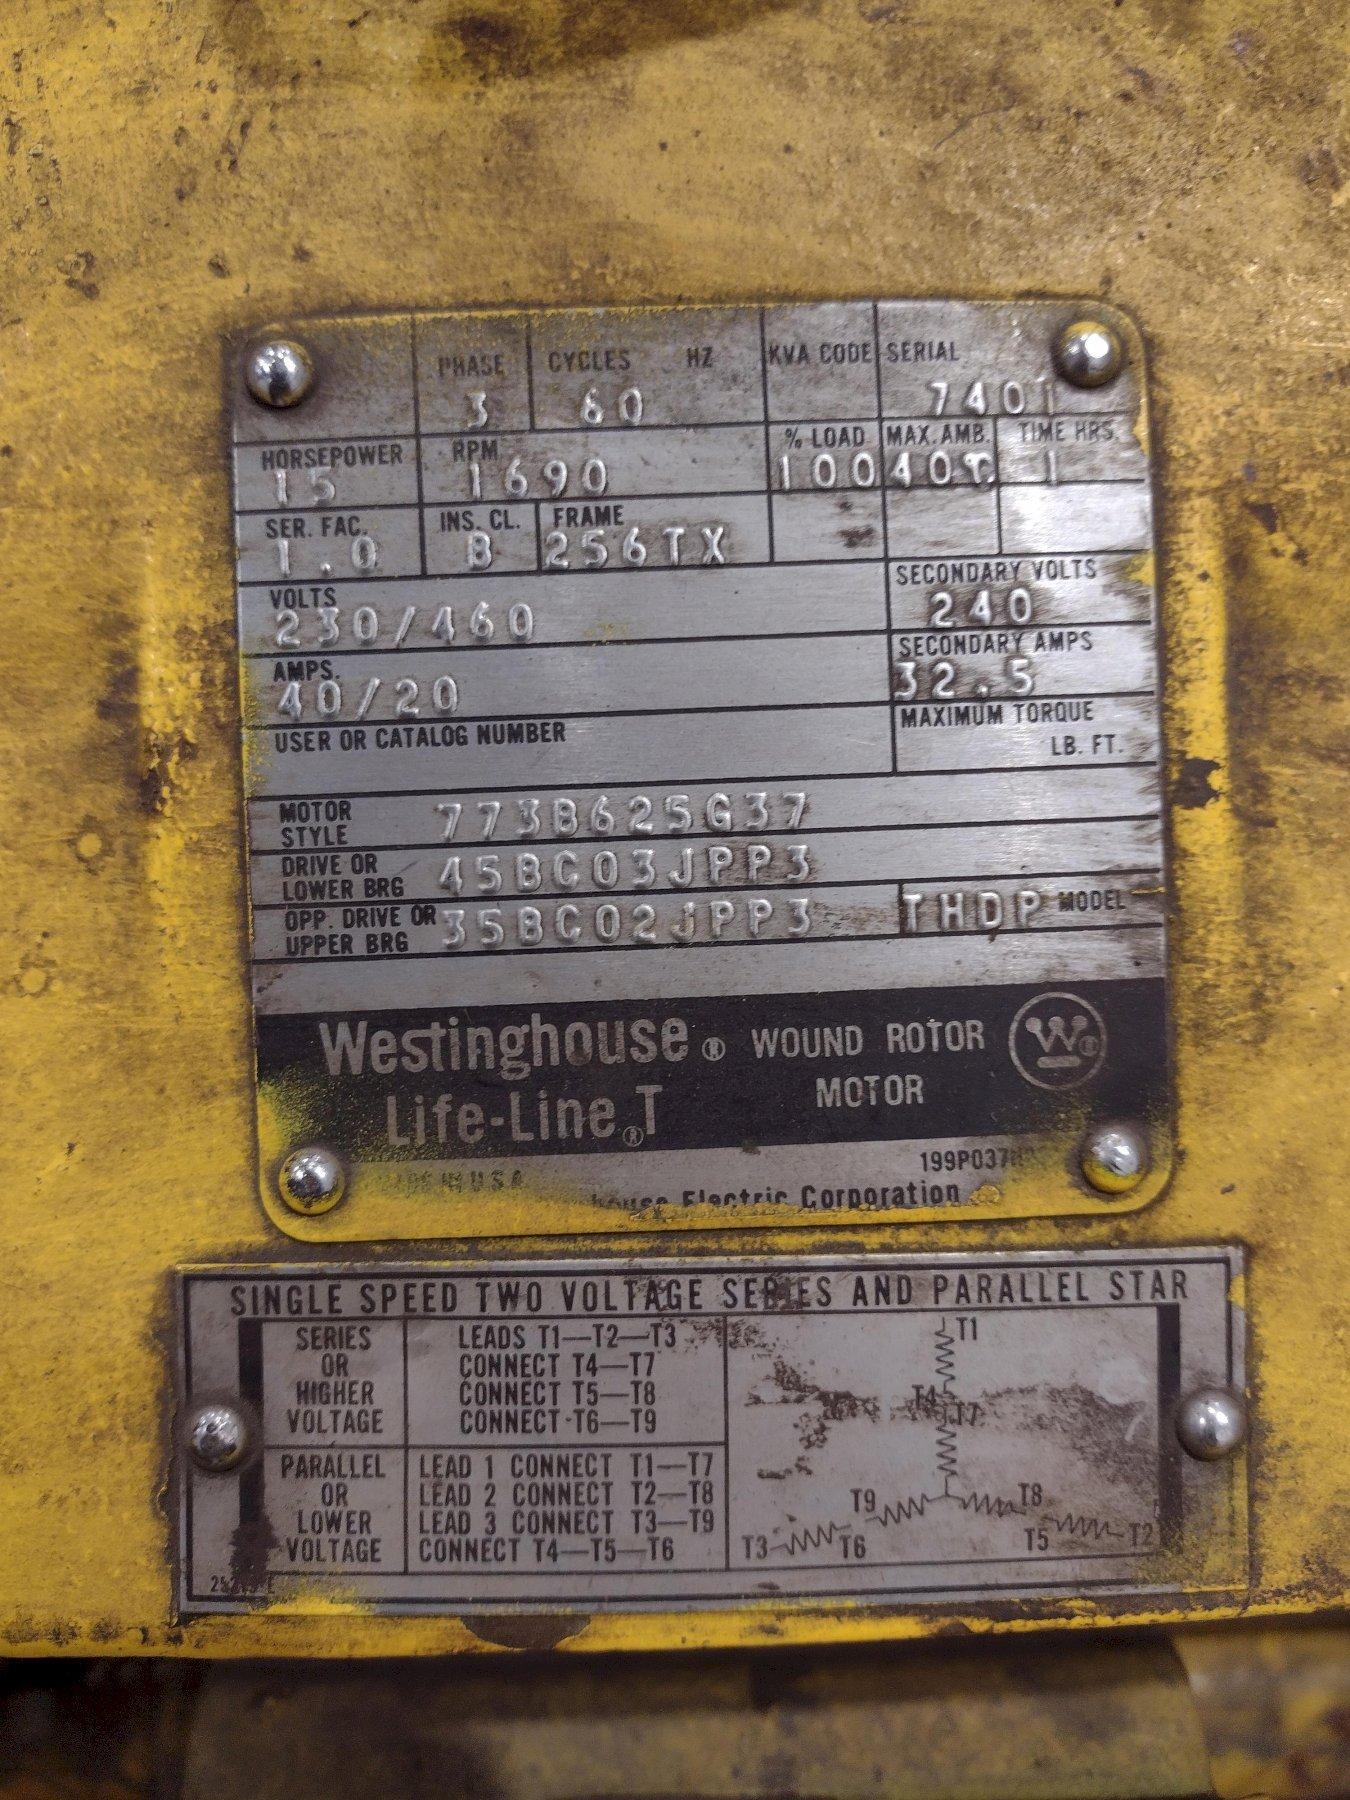 PHASE CYCLES HZ KVA CODE SERIAL
3 60 7401
HORSEPOWER RPM % LOAD MAX. AMB. TIME HRS.
15 1690 100 40 1
SER. FAC. INS. CL. FRAME
1.0 B 256TX
VOLTS SECONDARY VOLTS
230/460 240
AMPS. SECONDARY AMPS
40/20 32.5
USER OR CATALOG NUMBER MAXIMUM TORQUE
LB. FT.
MOTOR
STYLE 773B625G37
DRIVE OR
LOWER BRG 45BC03JPP3
OPP. DRIVE OR
UPPER BRG 35BC02JPP3 THDP MODEL
Westinghouse ® WOUND ROTOR W ®
Life-Line ® T MOTOR
199P037
U S A
Electric Corporation
SINGLE SPEED TWO VOLTAGE SERIES AND PARALLEL STAR
SERIES LEADS T1—T2—T3
OR CONNECT T4—T7
HIGHER CONNECT T5—T8
VOLTAGE CONNECT T6—T9
PARALLEL LEAD 1 CONNECT T1—T7
OR LEAD 2 CONNECT T2—T8
LOWER LEAD 3 CONNECT T3—T9
VOLTAGE CONNECT T4—T5—T6
T1
T4
T7
T9 T8
T3 T6 T5 T2